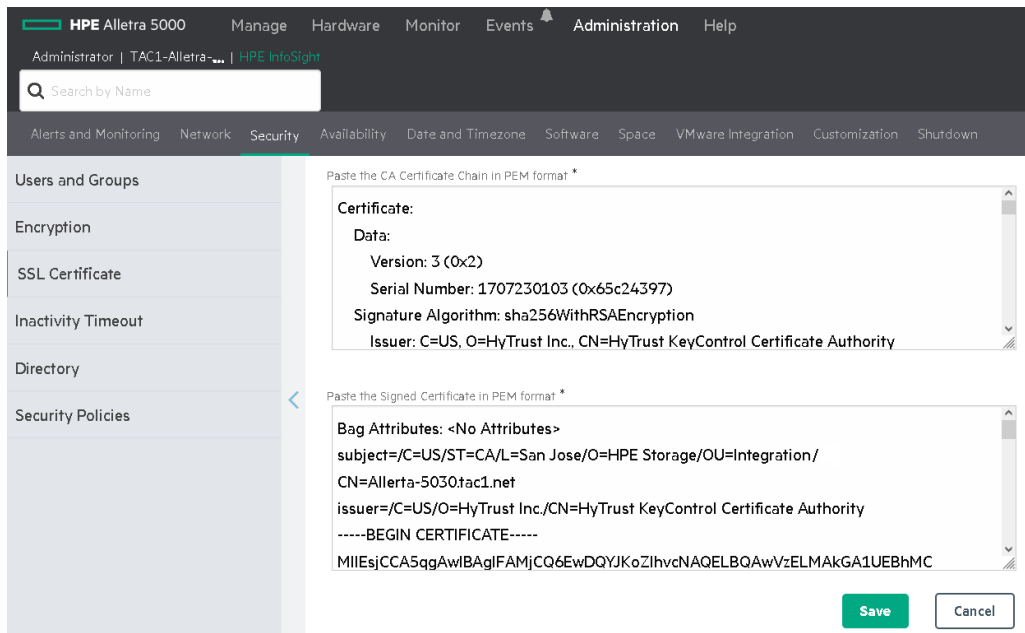 HPE Alletra 5000 Manage Hardware Monitor Events Administration Help
Administrator | TAC1-Alletra-... | HPE InfoSight
Search by Name
Alerts and Monitoring Network Security Availability Date and Timezone Software Space VMware Integration Customization Shutdown
Users and Groups
Encryption
SSL Certificate
Inactivity Timeout
Directory
Security Policies
Paste the CA Certificate Chain in PEM format *
Certificate:
Data:
Version: 3 (0x2)
Serial Number: 1707230103 (0x65c24397)
Signature Algorithm: sha256WithRSAEncryption
Issuer: C=US, O=HyTrust Inc., CN=HyTrust KeyControl Certificate Authority
Paste the Signed Certificate in PEM format *
Bag Attributes: <No Attributes>
subject=/C=US/ST=CA/L=San Jose/O=HPE Storage/OU=Integration/
CN=Allerta-5030.tac1.net
issuer=/C=US/O=HyTrust Inc./CN=HyTrust KeyControl Certificate Authority
-----BEGIN CERTIFICATE-----
MIIEsjCCA5qgAwIBAgIFAMjCQ6EwDQYJKoZIhvcNAQELBQAwVzELMAkGA1UEBhMC
Save Cancel